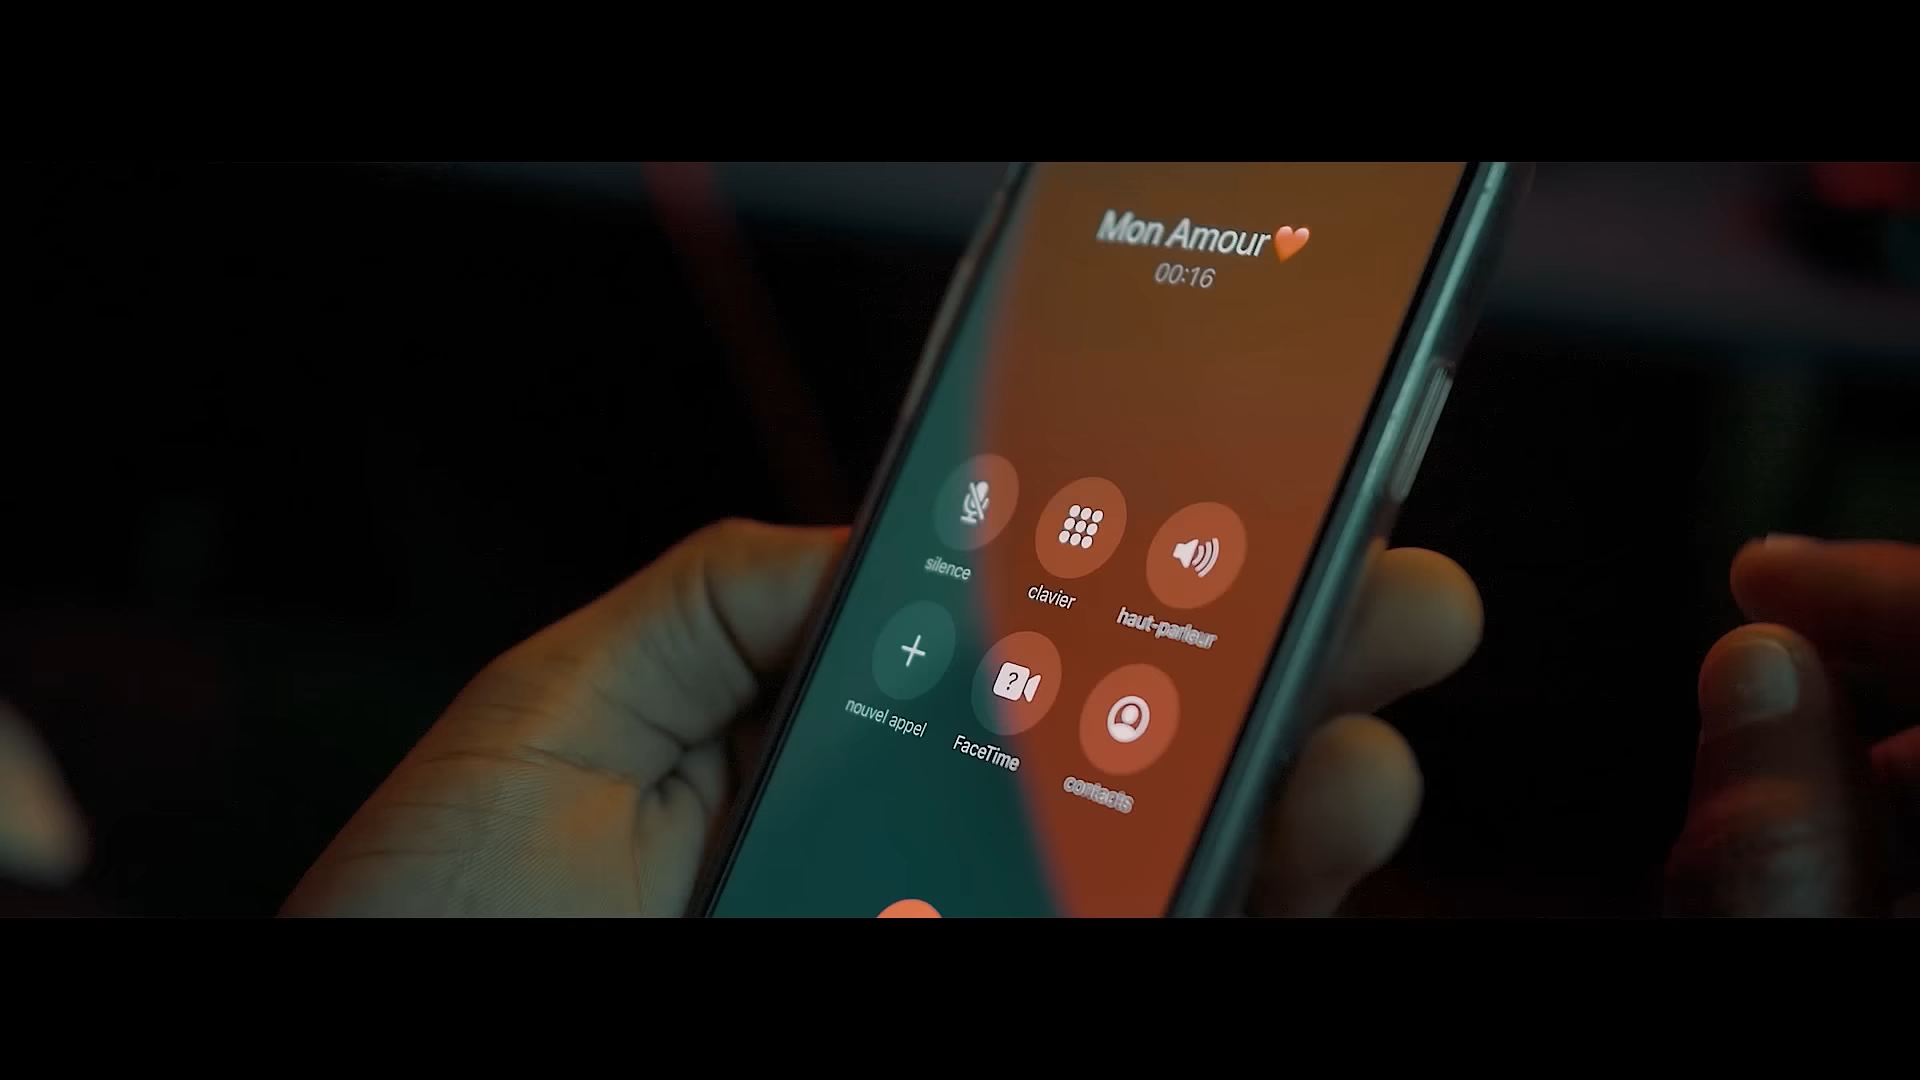 Mon Amour🧡
00:16
silence
clavier
haut-parleur
nouvel appel
FaceTime
contacts